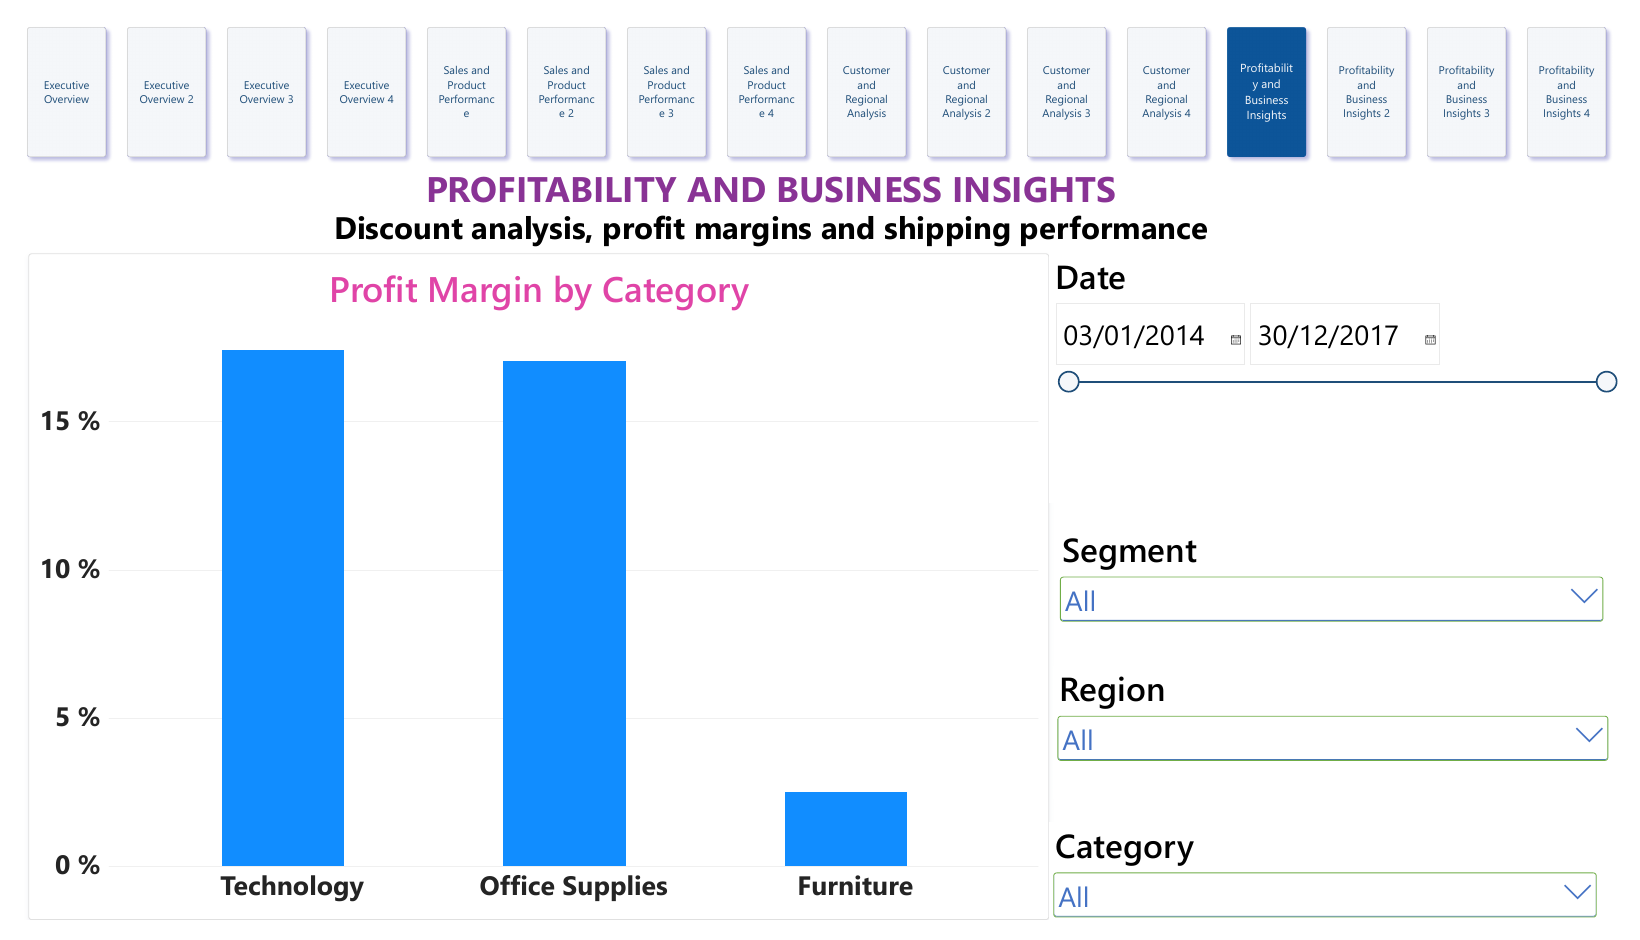 Executive
Overview
Executive
Overview 2
Executive
Overview 3
Executive
Overview 4
Sales and
Product
Performanc
e
Sales and
Product
Performanc
e 2
Sales and
Product
Performanc
e 3
Sales and
Product
Performanc
e 4
Customer
and
Regional
Analysis
Customer
and
Regional
Analysis 2
Customer
and
Regional
Analysis 3
Customer
and
Regional
Analysis 4
Profitabilit
y and
Business
Insights
Profitability
and
Business
Insights 2
Profitability
and
Business
Insights 3
Profitability
and
Business
Insights 4
PROFITABILITY AND BUSINESS INSIGHTS
Discount analysis, profit margins and shipping performance
Profit Margin by Category
15 %
10 %
5 %
0 %
Technology
Office Supplies
Furniture
Date
03/01/2014
30/12/2017
Segment
All
Region
All
Category
All